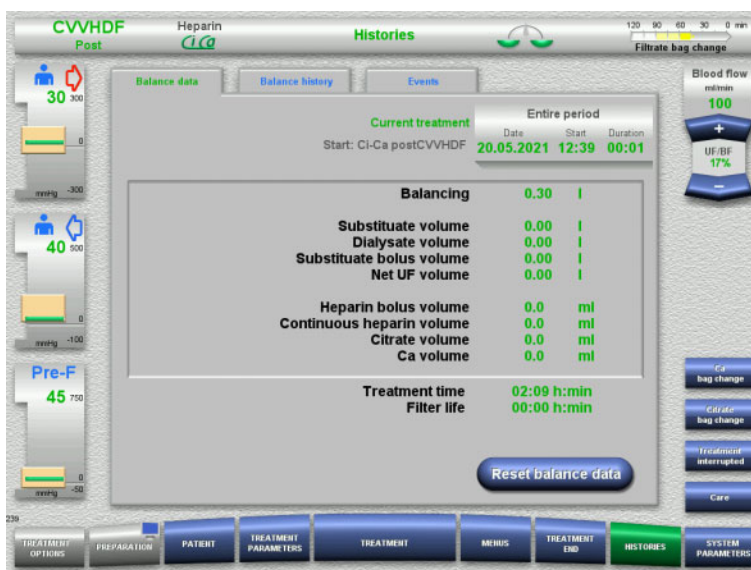 CVVHDF
Post
Heparin
Ci Ca
Histories
120 90 60 30 0 min
Filtrate bag change
30 300
0
mmHg -300
40 500
0
mmHg -100
Pre-F
45 750
0
mmHg -50
239
Balance data
Balance history
Events
Current treatment
Start: Ci-Ca postCVVHDF
Entire period
Date Start Duration
20.05.2021 12:39 00:01
Balancing 0.30 l
Substituate volume 0.00 l
Dialysate volume 0.00 l
Substituate bolus volume 0.00 l
Net UF volume 0.00 l
Heparin bolus volume 0.0 ml
Continuous heparin volume 0.0 ml
Citrate volume 0.0 ml
Ca volume 0.0 ml
Treatment time 02:09 h:min
Filter life 00:00 h:min
Reset balance data
Blood flow
ml/min
100
+
UF/BF
17%
−
Ca
bag change
Citrate
bag change
Treatment
interrupted
Care
TREATMENT
OPTIONS
PREPARATION
PATIENT
TREATMENT
PARAMETERS
TREATMENT
MENUS
TREATMENT
END
HISTORIES
SYSTEM
PARAMETERS